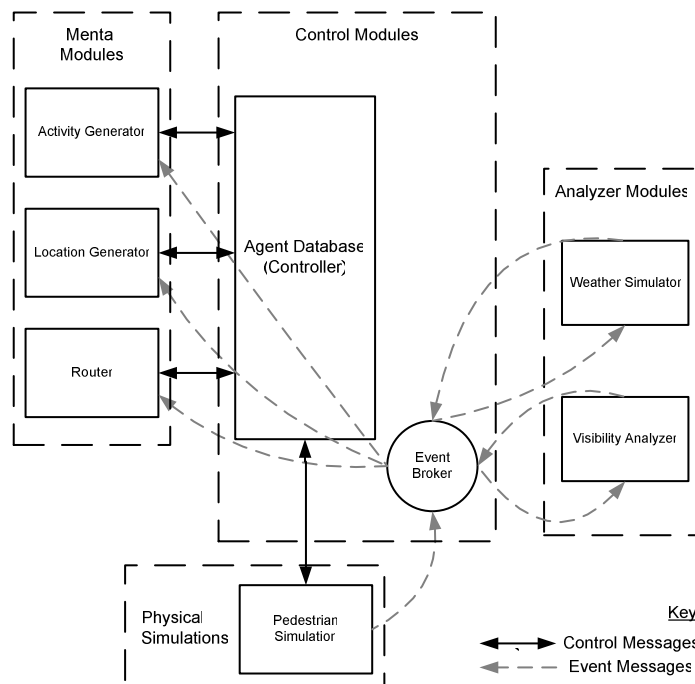 Menta
Modules
Control Modules
Activity Generator
Location Generator
Router
Agent Database
(Controller)
Event
Broker
Analyzer Modules
Weather Simulator
Visibility Analyzer
Physical
Simulations
Pedestrian
Simulation
Key
Control Messages
Event Messages